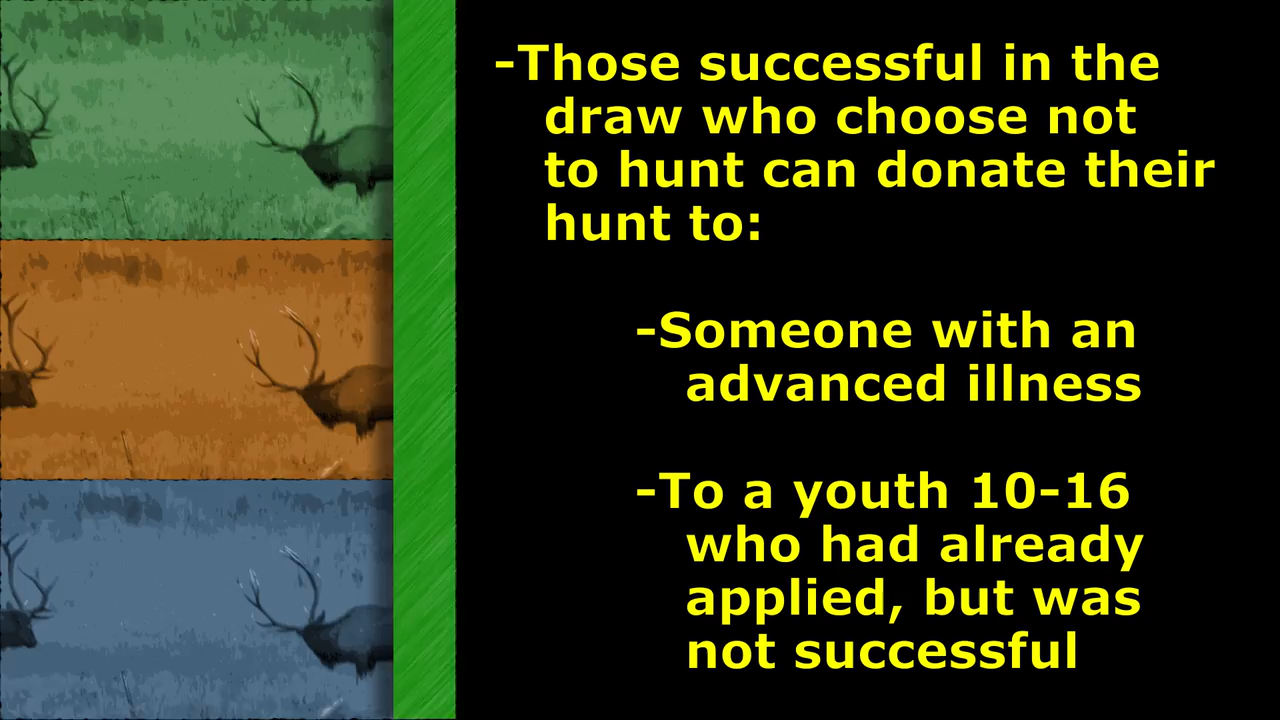 -Those successful in the
draw who choose not
to hunt can donate their
hunt to:
-Someone with an
advanced illness
-To a youth 10-16
who had already
applied, but was
not successful